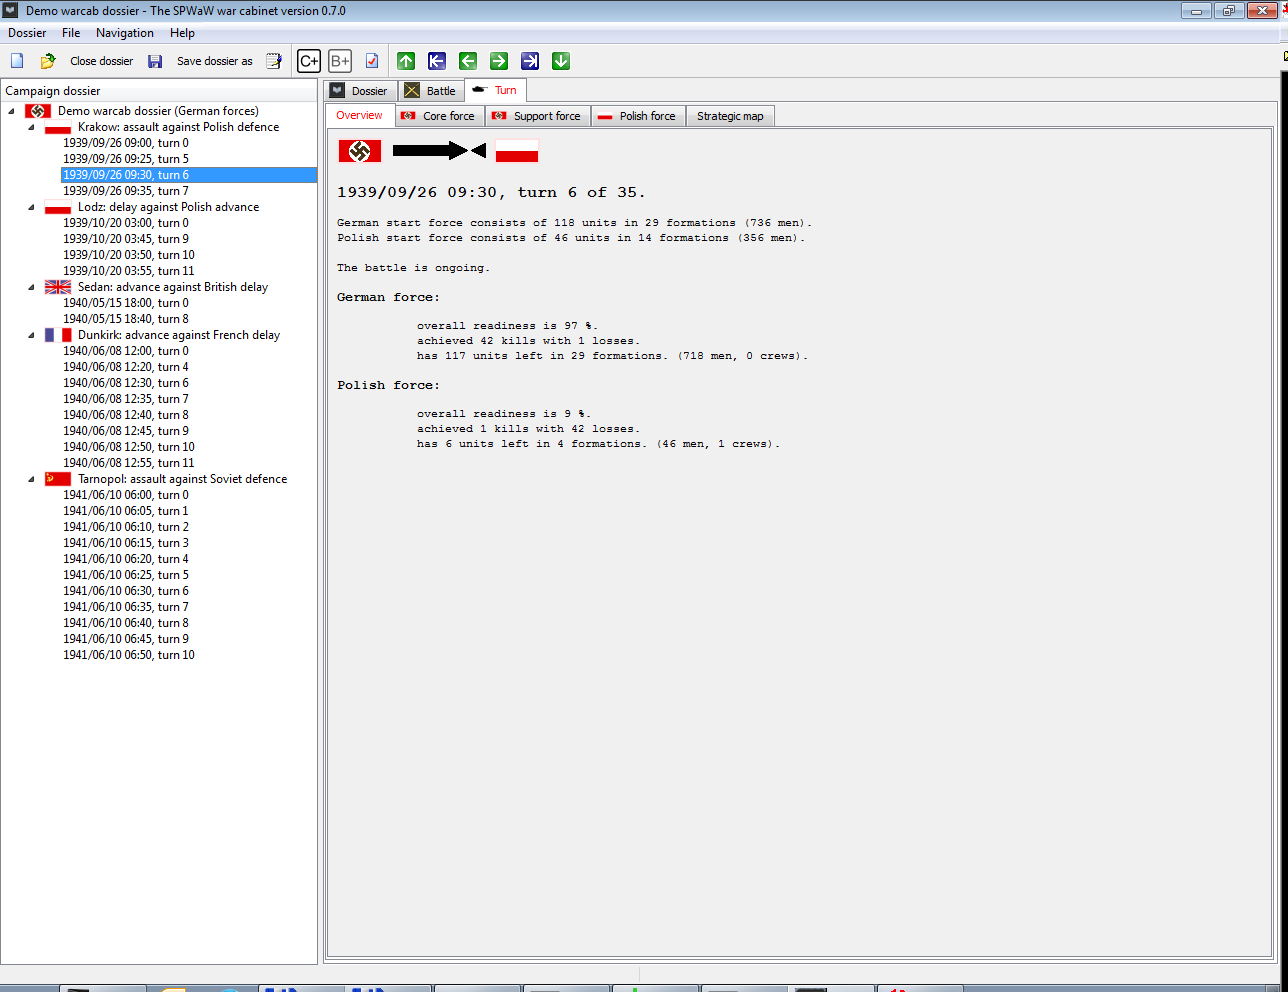 Demo warcab dossier - The SPWaW war cabinet version 0.7.0
Dossier File Navigation Help
Close dossier Save dossier as C+ B+
Campaign dossier
Demo warcab dossier (German forces)
Krakow: assault against Polish defence
1939/09/26 09:00, turn 0
1939/09/26 09:25, turn 5
1939/09/26 09:30, turn 6
1939/09/26 09:35, turn 7
Lodz: delay against Polish advance
1939/10/20 03:00, turn 0
1939/10/20 03:45, turn 9
1939/10/20 03:50, turn 10
1939/10/20 03:55, turn 11
Sedan: advance against British delay
1940/05/15 18:00, turn 0
1940/05/15 18:40, turn 8
Dunkirk: advance against French delay
1940/06/08 12:00, turn 0
1940/06/08 12:20, turn 4
1940/06/08 12:30, turn 6
1940/06/08 12:35, turn 7
1940/06/08 12:40, turn 8
1940/06/08 12:45, turn 9
1940/06/08 12:50, turn 10
1940/06/08 12:55, turn 11
Tarnopol: assault against Soviet defence
1941/06/10 06:00, turn 0
1941/06/10 06:05, turn 1
1941/06/10 06:10, turn 2
1941/06/10 06:15, turn 3
1941/06/10 06:20, turn 4
1941/06/10 06:25, turn 5
1941/06/10 06:30, turn 6
1941/06/10 06:35, turn 7
1941/06/10 06:40, turn 8
1941/06/10 06:45, turn 9
1941/06/10 06:50, turn 10
Dossier Battle Turn
Overview Core force Support force Polish force Strategic map
1939/09/26 09:30, turn 6 of 35.
German start force consists of 118 units in 29 formations (736 men).
Polish start force consists of 46 units in 14 formations (356 men).
The battle is ongoing.
German force:
overall readiness is 97 %.
achieved 42 kills with 1 losses.
has 117 units left in 29 formations. (718 men, 0 crews).
Polish force:
overall readiness is 9 %.
achieved 1 kills with 42 losses.
has 6 units left in 4 formations. (46 men, 1 crews).